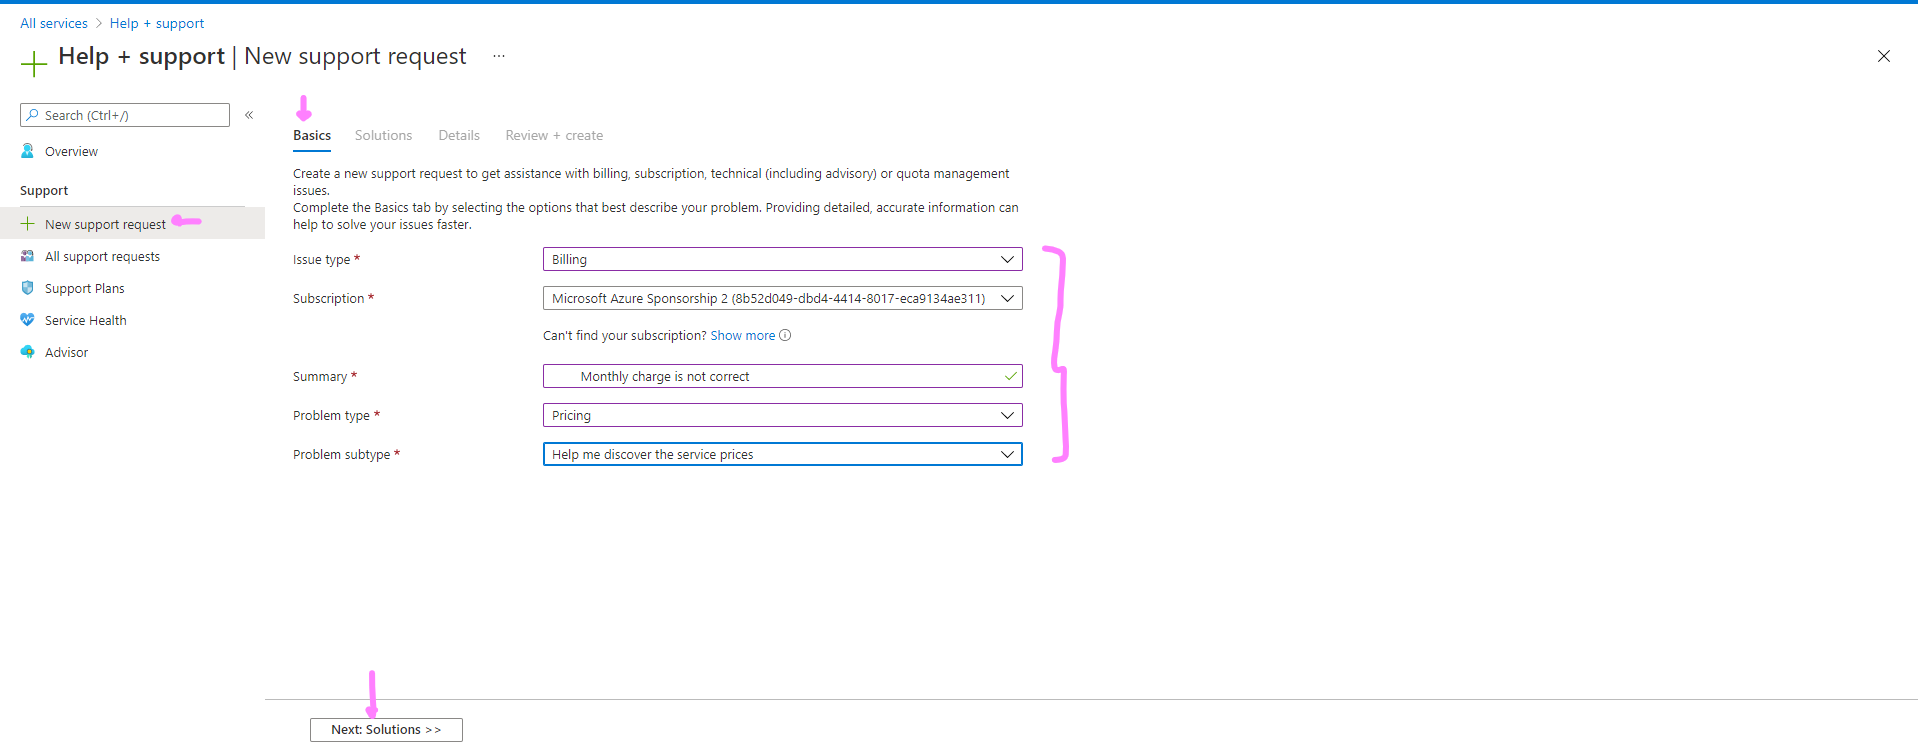 All services > Help + support
Help + support | New support request ...
Search (Ctrl+/) «
Overview
Support
New support request
All support requests
Support Plans
Service Health
Advisor
Basics Solutions Details Review + create
Create a new support request to get assistance with billing, subscription, technical (including advisory) or quota management
issues.
Complete the Basics tab by selecting the options that best describe your problem. Providing detailed, accurate information can
help to solve your issues faster.
Issue type * Billing
Subscription * Microsoft Azure Sponsorship 2 (8b52d049-dbd4-4414-8017-eca9134ae311)
Can't find your subscription? Show more
Summary * Monthly charge is not correct
Problem type * Pricing
Problem subtype * Help me discover the service prices
Next: Solutions >>